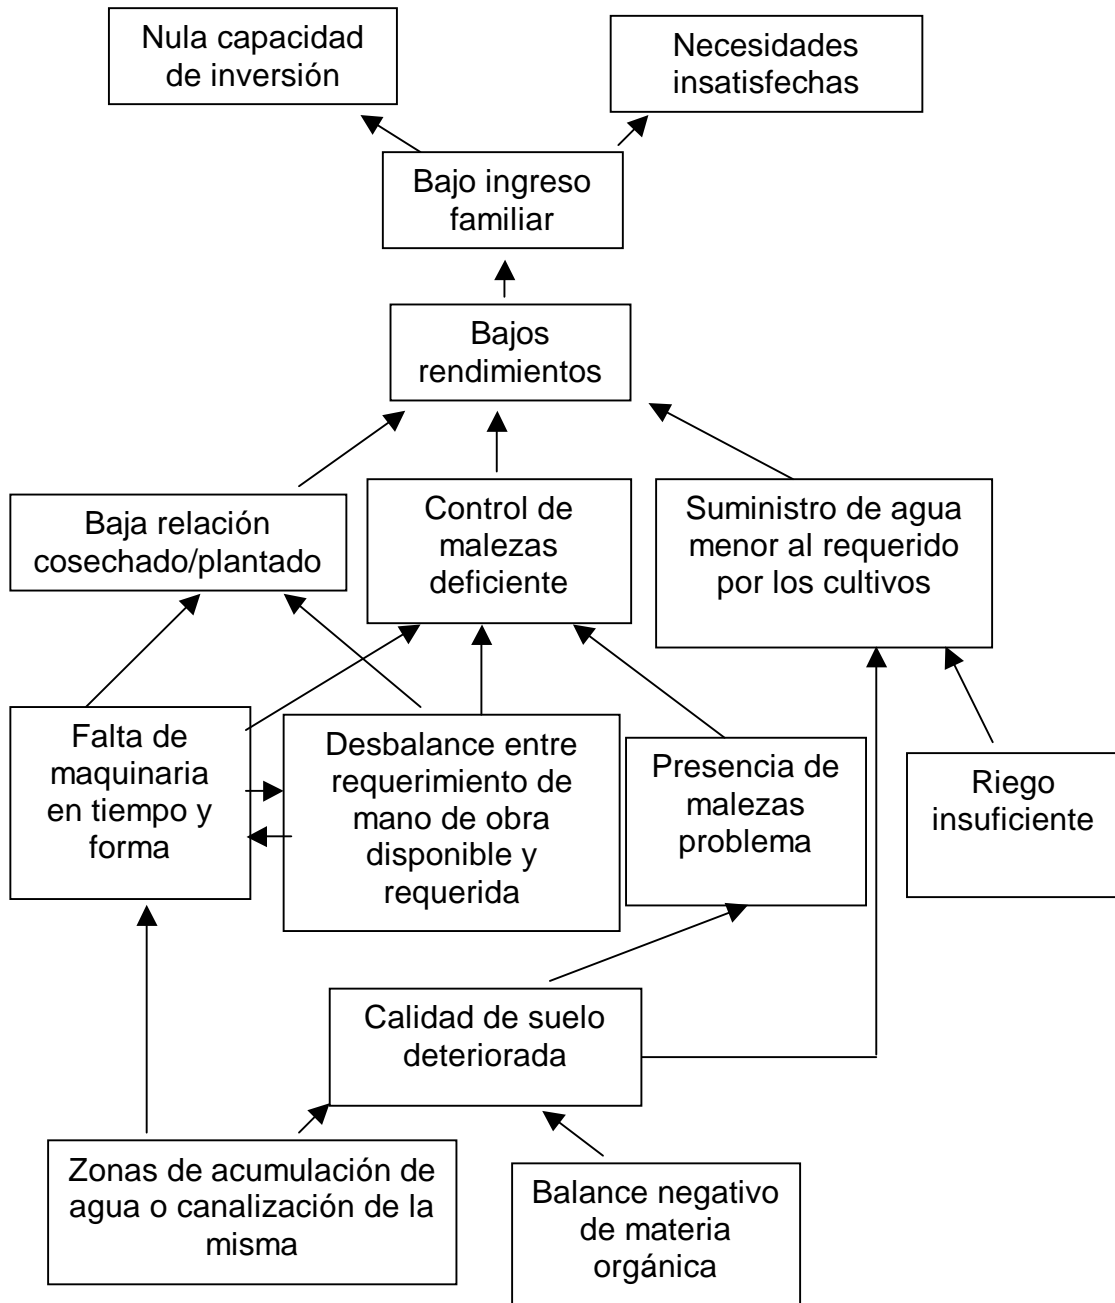 Nula capacidad
de inversión
Necesidades
insatisfechas
Bajo ingreso
familiar
Bajos
rendimientos
Baja relación
cosechado/plantado
Control de
malezas
deficiente
Suministro de agua
menor al requerido
por los cultivos
Falta de
maquinaria
en tiempo y
forma
Desbalance entre
requerimiento de
mano de obra
disponible y
requerida
Presencia de
malezas
problema
Riego
insuficiente
Calidad de suelo
deteriorada
Zonas de acumulación de
agua o canalización de la
misma
Balance negativo
de materia
orgánica